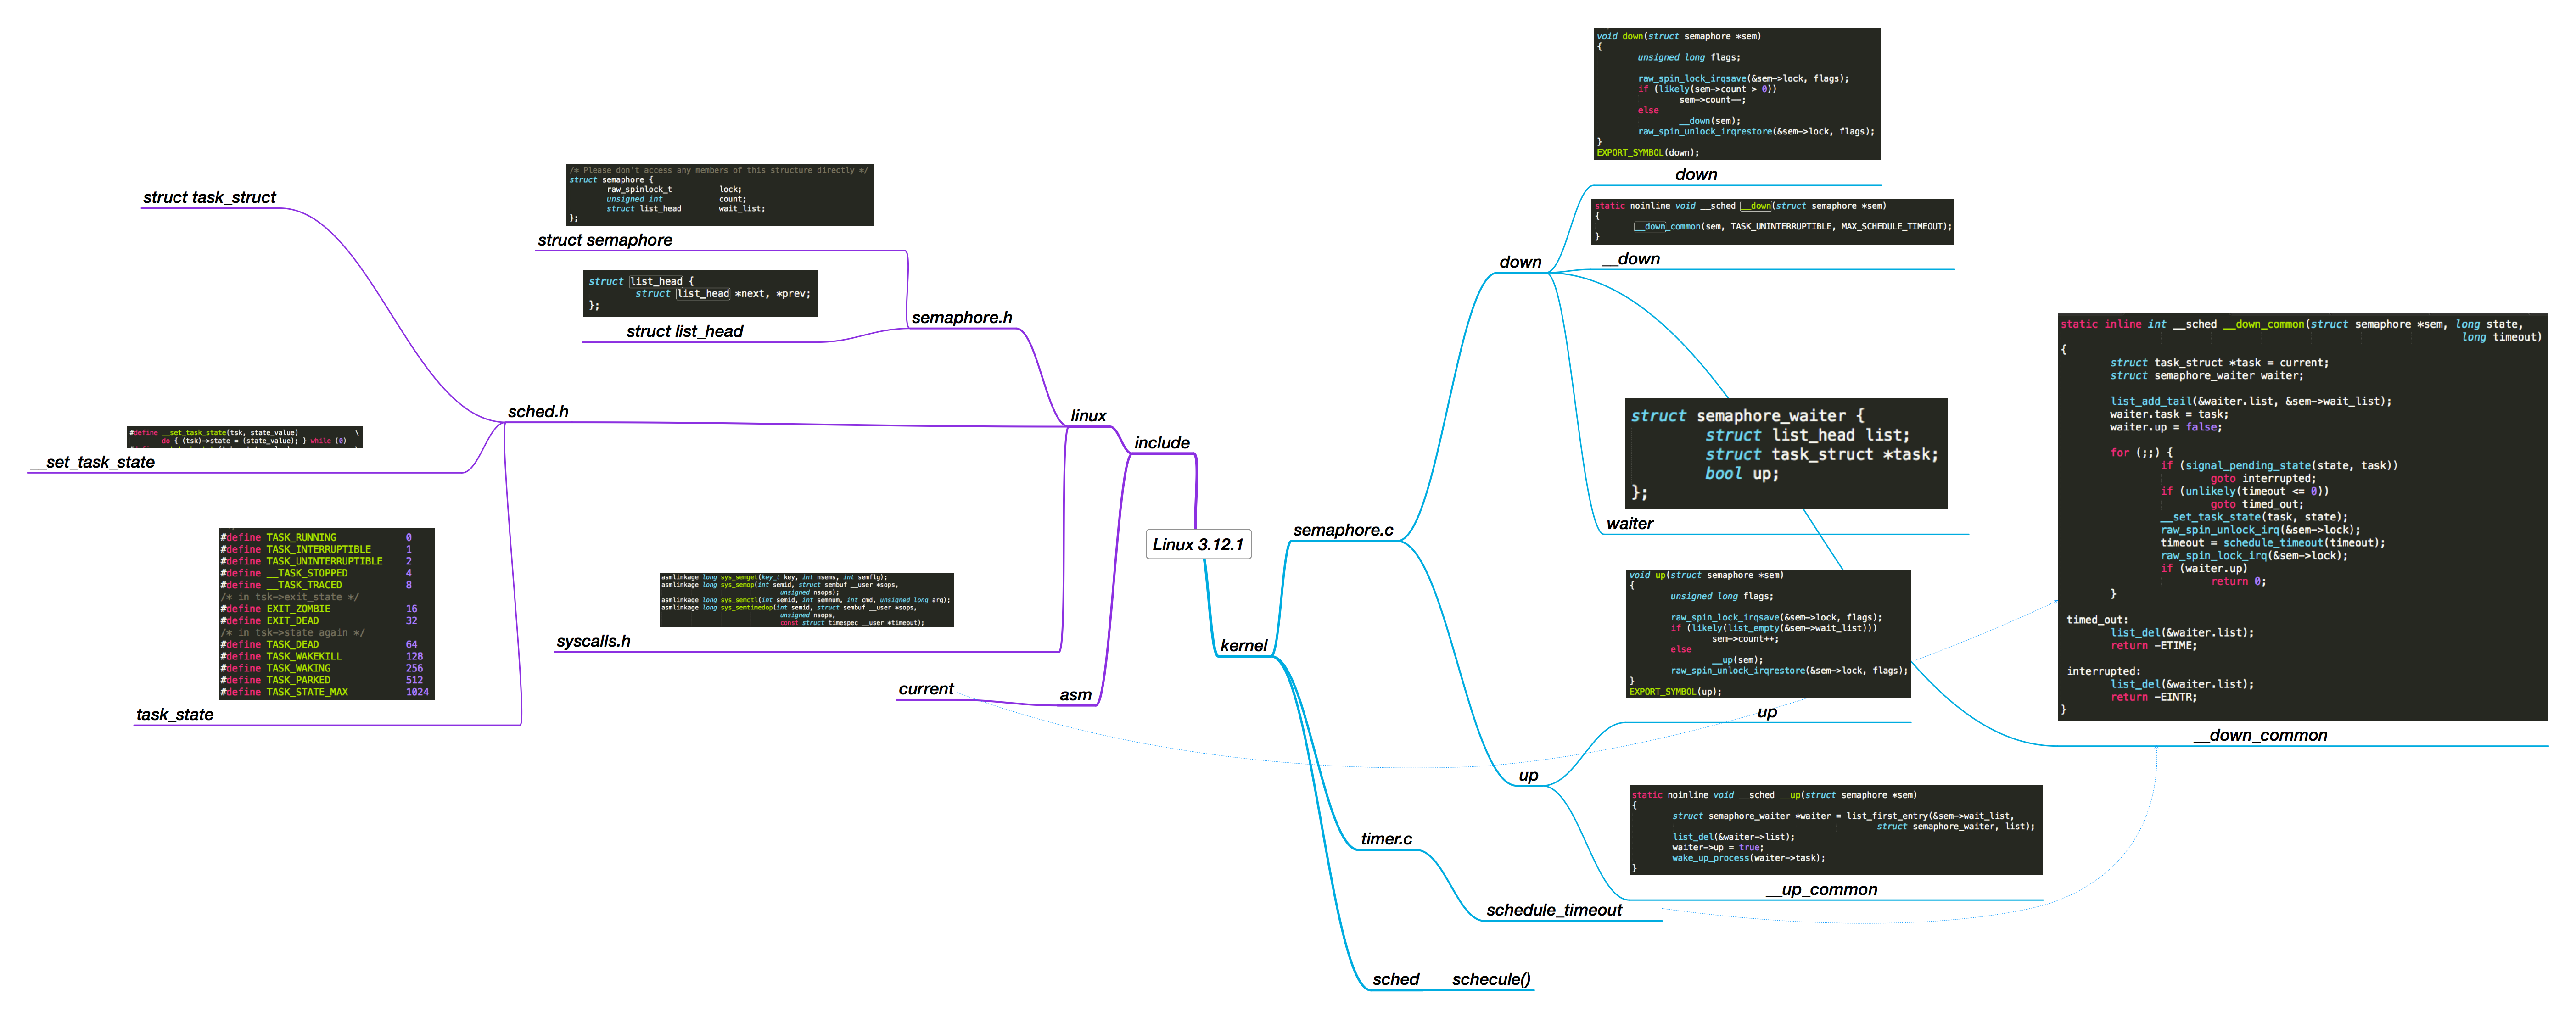 Linux 3.12.1
include
linux
semaphore.h
/* Please don't access any members of this structure directly */
struct semaphore {
        raw_spinlock_t          lock;
        unsigned int            count;
        struct list_head        wait_list;
};
struct semaphore
struct list_head {
        struct list_head *next, *prev;
};
struct list_head
sched.h
struct task_struct
#define __set_task_state(tsk, state_value)              \
        do { (tsk)->state = (state_value); } while (0)
__set_task_state
#define TASK_RUNNING            0
#define TASK_INTERRUPTIBLE      1
#define TASK_UNINTERRUPTIBLE    2
#define __TASK_STOPPED          4
#define __TASK_TRACED           8
/* in tsk->exit_state */
#define EXIT_ZOMBIE             16
#define EXIT_DEAD               32
/* in tsk->state again */
#define TASK_DEAD               64
#define TASK_WAKEKILL           128
#define TASK_WAKING             256
#define TASK_PARKED             512
#define TASK_STATE_MAX          1024
task_state
asmlinkage long sys_semget(key_t key, int nsems, int semflg);
asmlinkage long sys_semop(int semid, struct sembuf __user *sops,
                                unsigned nsops);
asmlinkage long sys_semctl(int semid, int semnum, int cmd, unsigned long arg);
asmlinkage long sys_semtimedop(int semid, struct sembuf __user *sops,
                                unsigned nsops,
                                const struct timespec __user *timeout);
syscalls.h
asm
current
kernel
semaphore.c
down
void down(struct semaphore *sem)
{
        unsigned long flags;

        raw_spin_lock_irqsave(&sem->lock, flags);
        if (likely(sem->count > 0))
                sem->count--;
        else
                __down(sem);
        raw_spin_unlock_irqrestore(&sem->lock, flags);
}
EXPORT_SYMBOL(down);
down
static noinline void __sched __down(struct semaphore *sem)
{
        __down_common(sem, TASK_UNINTERRUPTIBLE, MAX_SCHEDULE_TIMEOUT);
}
__down
struct semaphore_waiter {
        struct list_head list;
        struct task_struct *task;
        bool up;
};
waiter
static inline int __sched __down_common(struct semaphore *sem, long state,
                                                                long timeout)
{
        struct task_struct *task = current;
        struct semaphore_waiter waiter;

        list_add_tail(&waiter.list, &sem->wait_list);
        waiter.task = task;
        waiter.up = false;

        for (;;) {
                if (signal_pending_state(state, task))
                        goto interrupted;
                if (unlikely(timeout <= 0))
                        goto timed_out;
                __set_task_state(task, state);
                raw_spin_unlock_irq(&sem->lock);
                timeout = schedule_timeout(timeout);
                raw_spin_lock_irq(&sem->lock);
                if (waiter.up)
                        return 0;
        }

 timed_out:
        list_del(&waiter.list);
        return -ETIME;

 interrupted:
        list_del(&waiter.list);
        return -EINTR;
}
__down_common
up
void up(struct semaphore *sem)
{
        unsigned long flags;

        raw_spin_lock_irqsave(&sem->lock, flags);
        if (likely(list_empty(&sem->wait_list)))
                sem->count++;
        else
                __up(sem);
        raw_spin_unlock_irqrestore(&sem->lock, flags);
}
EXPORT_SYMBOL(up);
up
static noinline void __sched __up(struct semaphore *sem)
{
        struct semaphore_waiter *waiter = list_first_entry(&sem->wait_list,
                                                struct semaphore_waiter, list);
        list_del(&waiter->list);
        waiter->up = true;
        wake_up_process(waiter->task);
}
__up_common
timer.c
schedule_timeout
sched
schecule()